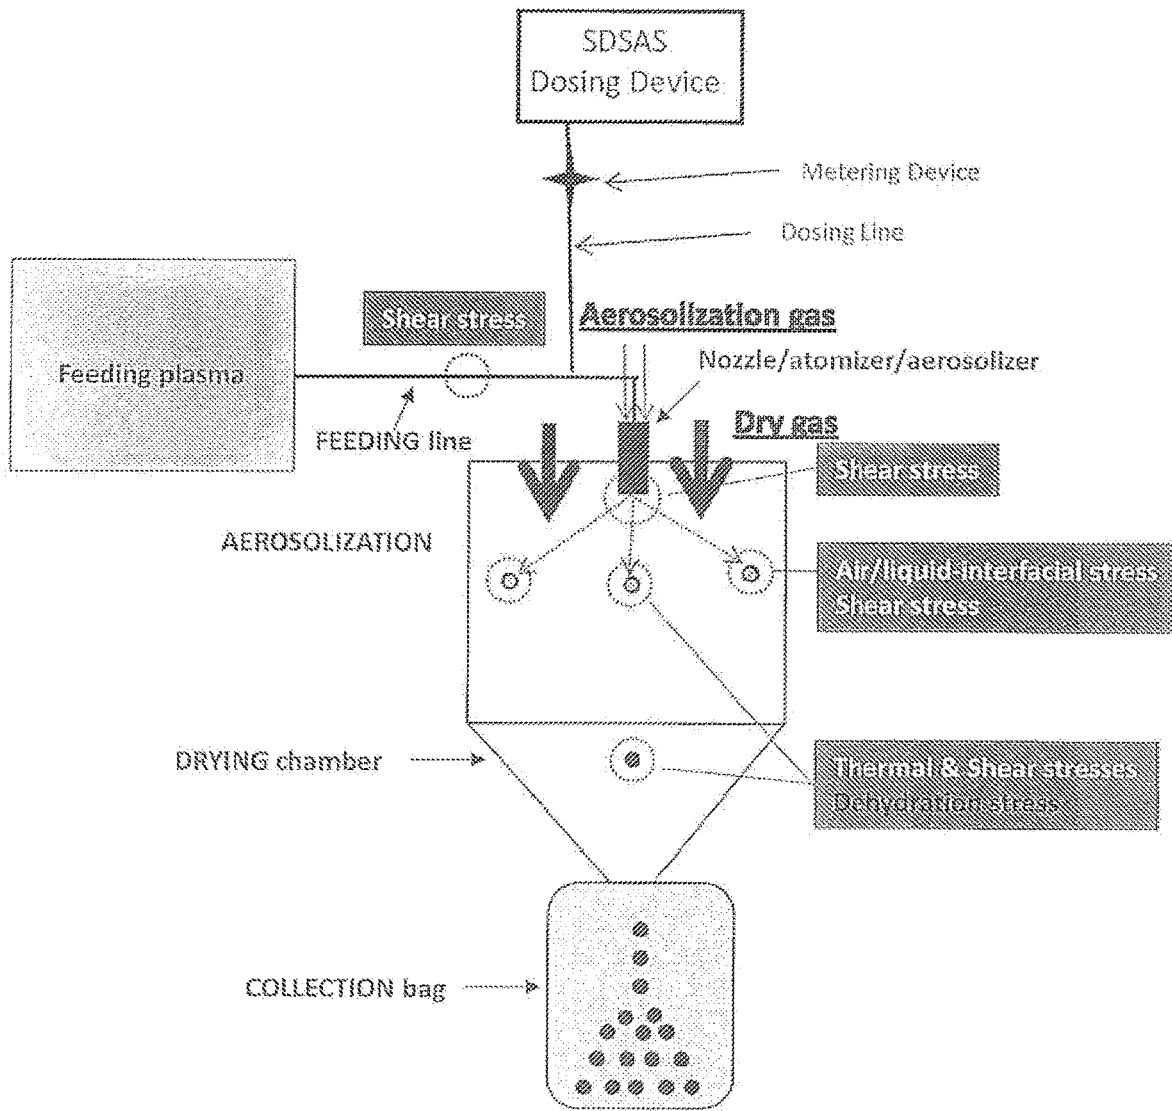 SDSAS
Dosing Device
Metering Device
Dosing Line
Shear stress
Aerosolization gas
Nozzle/atomizer/aerosolizer
Feeding plasma
FEEDING line
Dry gas
Shear stress
AEROSOLIZATION
Air/liquid interfacial stress
Shear stress
DRYING chamber
Thermal & Shear stresses
Dehydration stress
COLLECTION bag